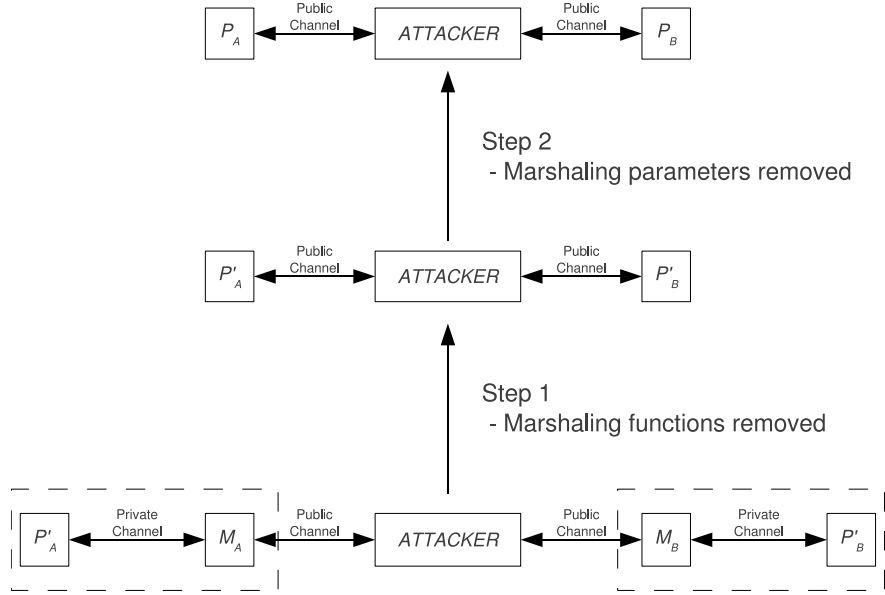 P_A
Public
Channel
ATTACKER
Public
Channel
P_B
Step 2
- Marshaling parameters removed
P'_A
Public
Channel
ATTACKER
Public
Channel
P'_B
Step 1
- Marshaling functions removed
P'_A
Private
Channel
M_A
Public
Channel
ATTACKER
Public
Channel
M_B
Private
Channel
P'_B